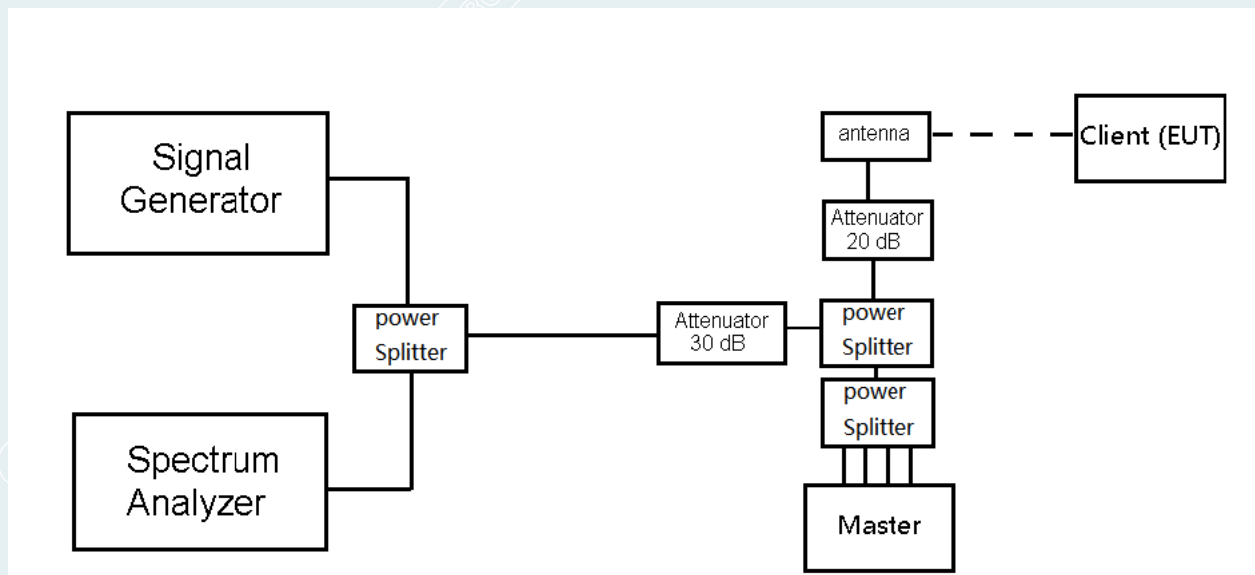 Signal
Generator
antenna
Client (EUT)
Attenuator
20 dB
power
Splitter
Attenuator
30 dB
power
Splitter
power
Splitter
Spectrum
Analyzer
Master